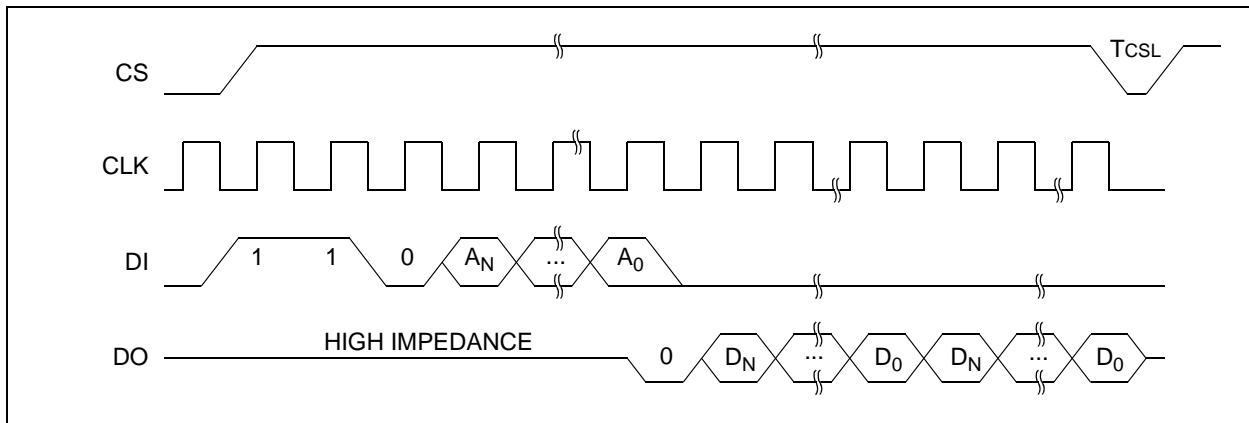 CS
TCSL
CLK
DI
1 1 0 AN ... A0
DO
HIGH IMPEDANCE
0 DN ... D0 DN ... D0